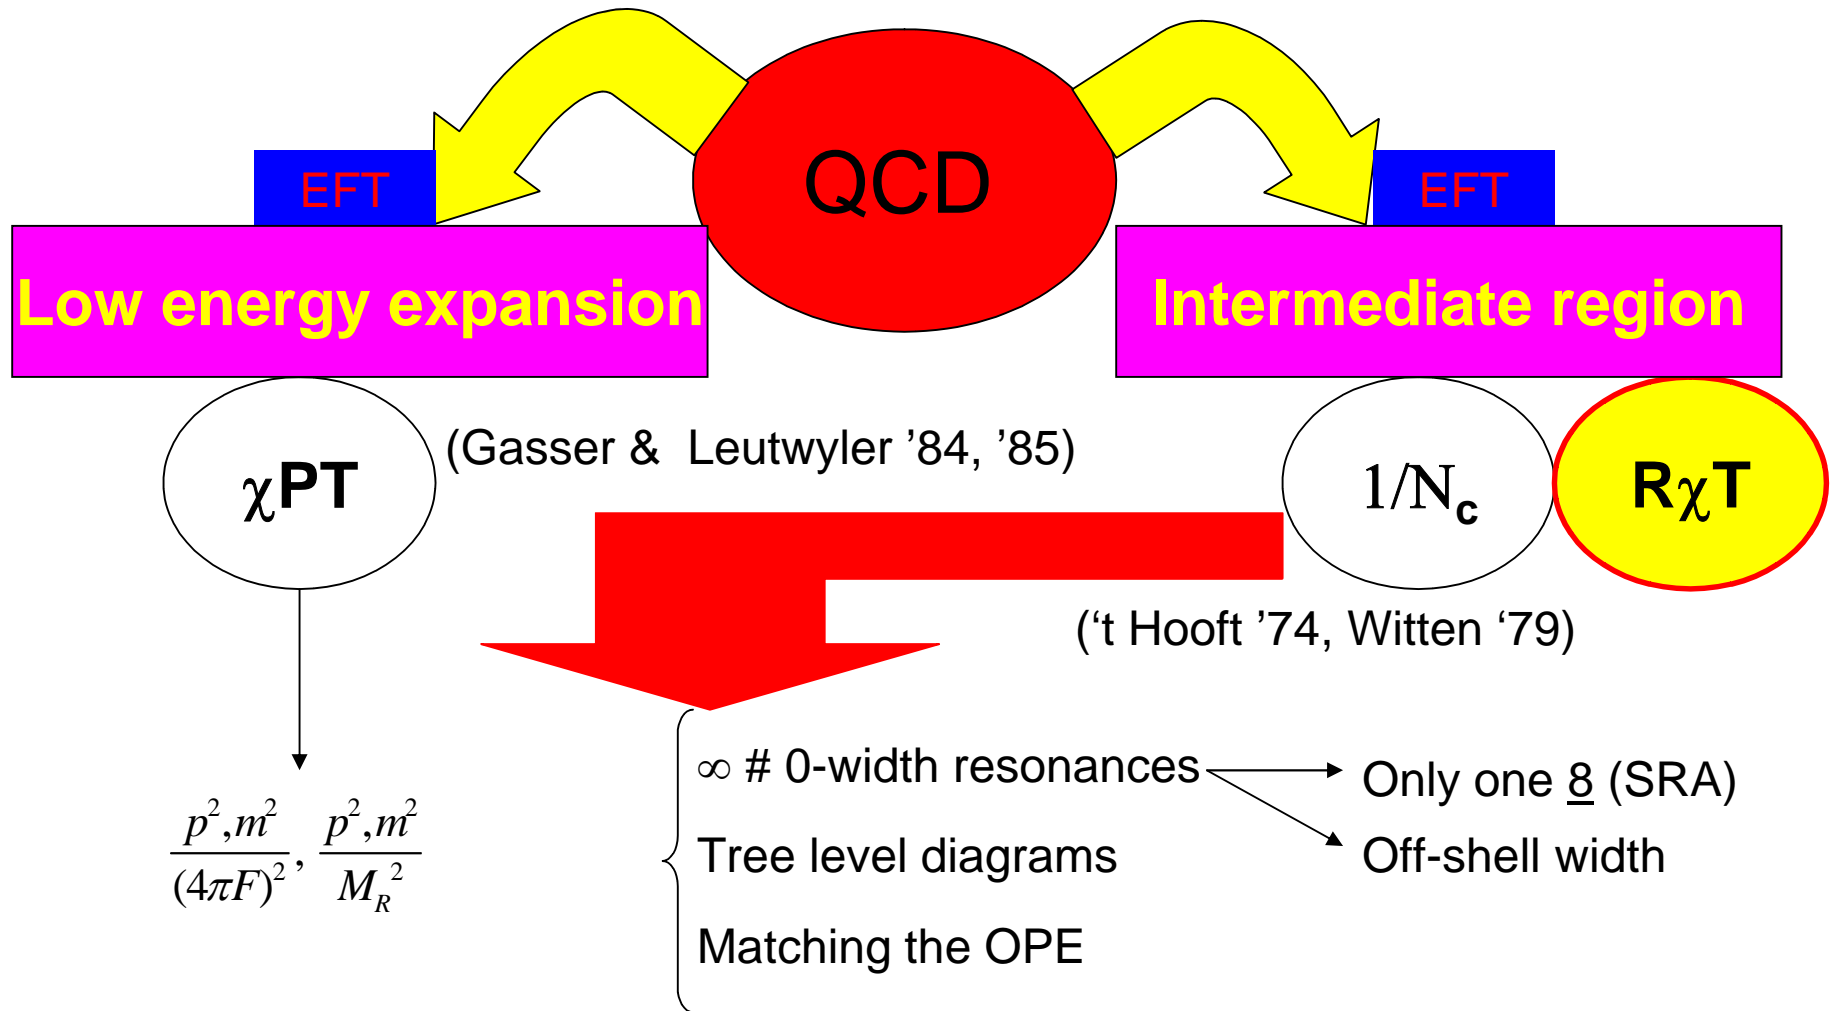 QCD
EFT
EFT
Low energy expansion
Intermediate region
χPT
(Gasser & Leutwyler ’84, ’85)
1/N_c
RχT
(‘t Hooft ’74, Witten ‘79)
∞ # 0-width resonances
Only one 8 (SRA)
Tree level diagrams
Off-shell width
Matching the OPE
p²,m²/(4πF)², p²,m²/M_R²